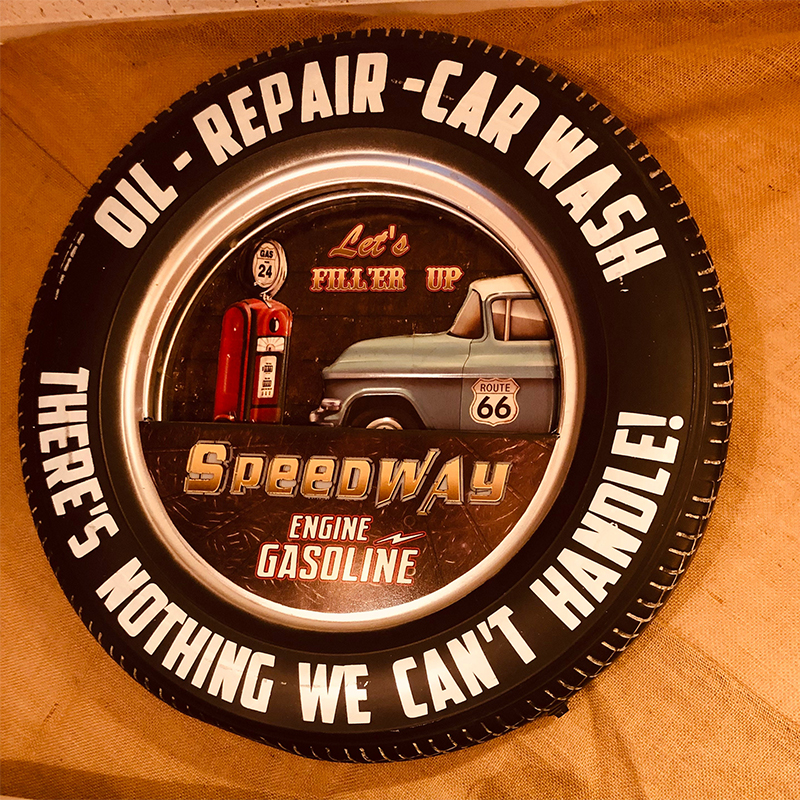 OIL - REPAIR - CAR WASH
Let's
FILL'ER UP
GAS
24
ROUTE
66
SPEEDWAY
ENGINE
GASOLINE
THERE'S NOTHING WE CAN'T HANDLE!